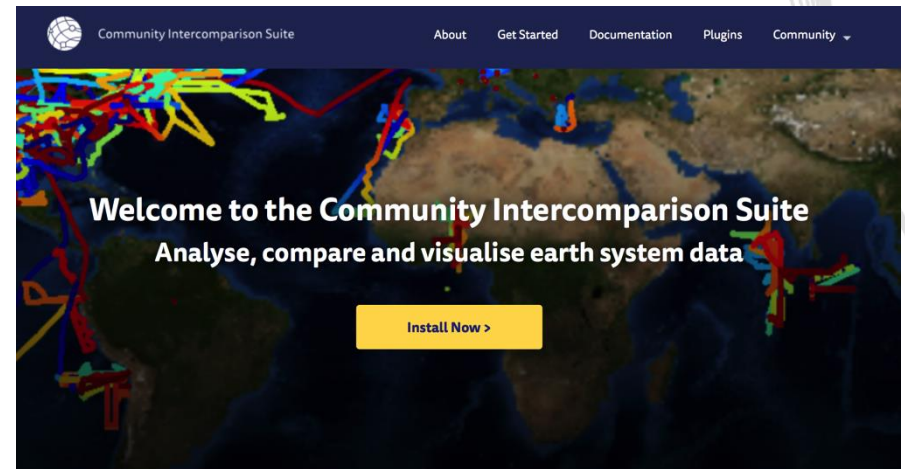 Community Intercomparison Suite
About Get Started Documentation Plugins Community
Welcome to the Community Intercomparison Suite
Analyse, compare and visualise earth system data
Install Now >